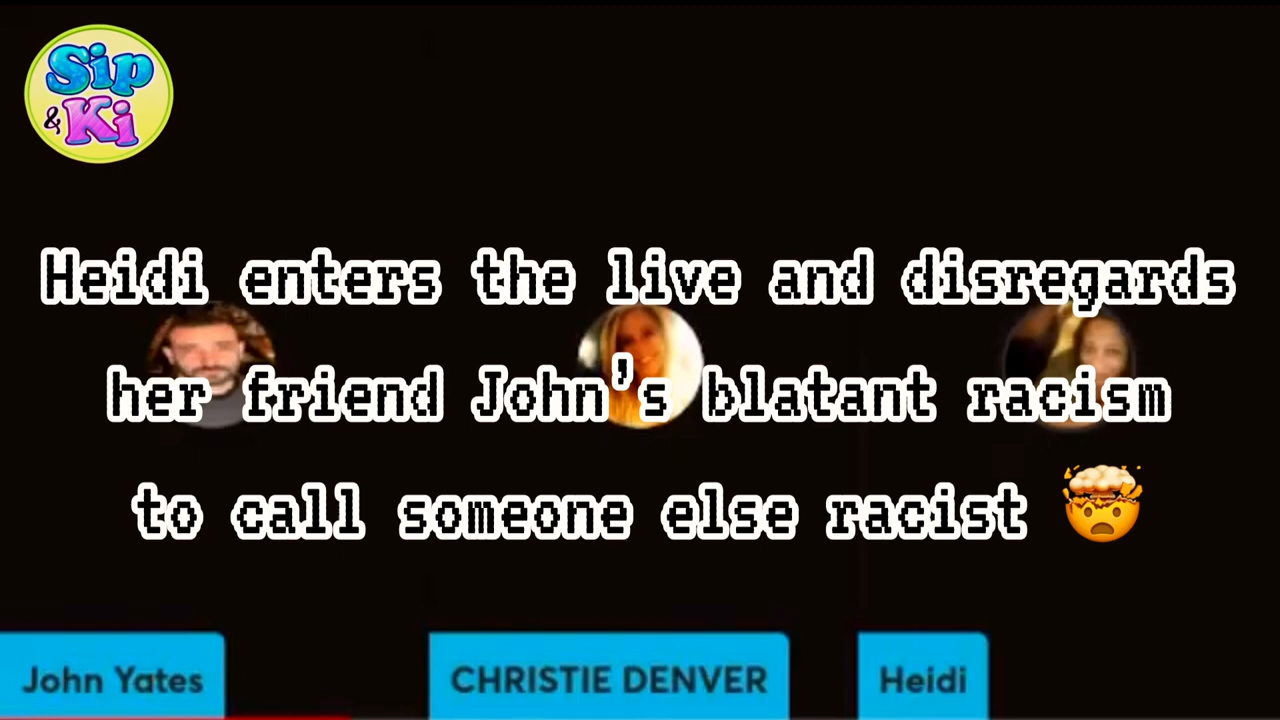 Sip
& Ki
Heidi enters the live and disregards
her friend John's blatant racism
to call someone else racist 🤯
John Yates
CHRISTIE DENVER
Heidi